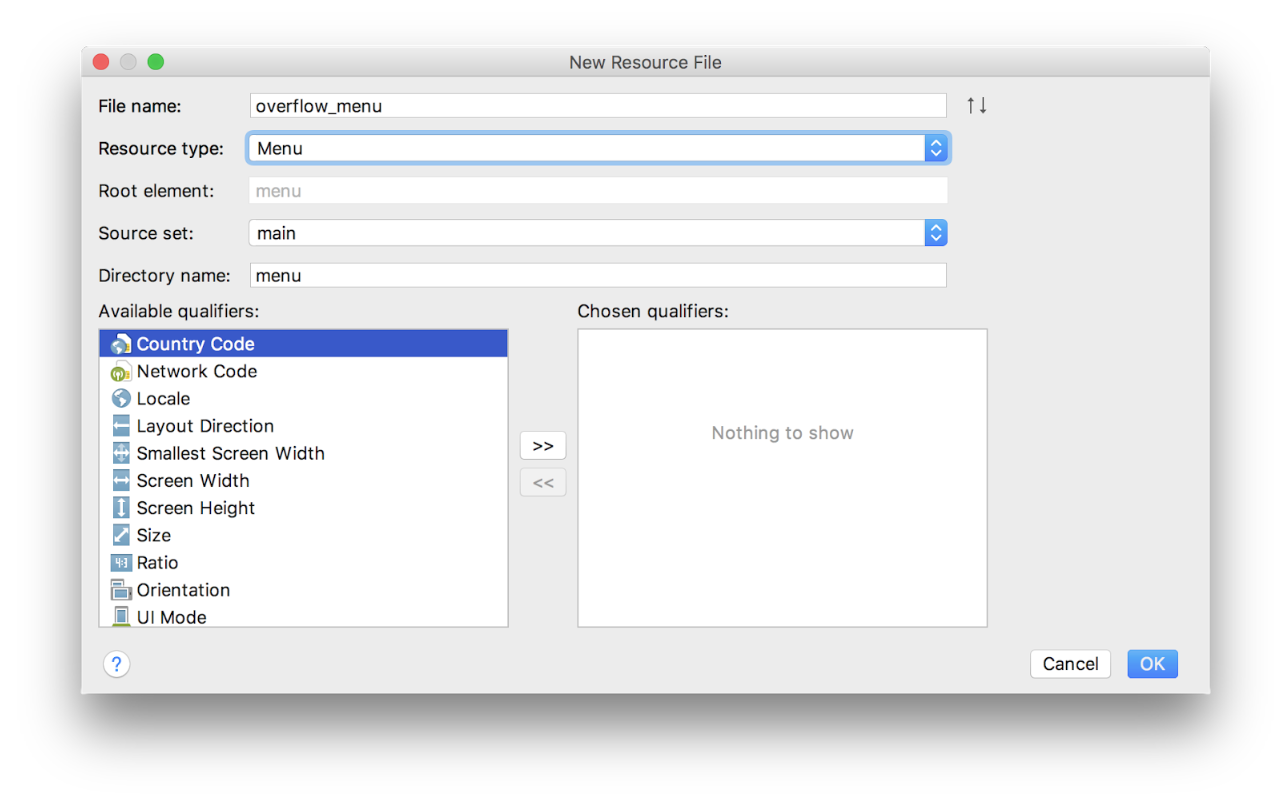 New Resource File
File name: overflow_menu
Resource type: Menu
Root element: menu
Source set: main
Directory name: menu
Available qualifiers:
Chosen qualifiers:
Country Code
Network Code
Locale
Layout Direction
Smallest Screen Width
Screen Width
Screen Height
Size
Ratio
Orientation
UI Mode
>>
<<
Nothing to show
?
Cancel
OK